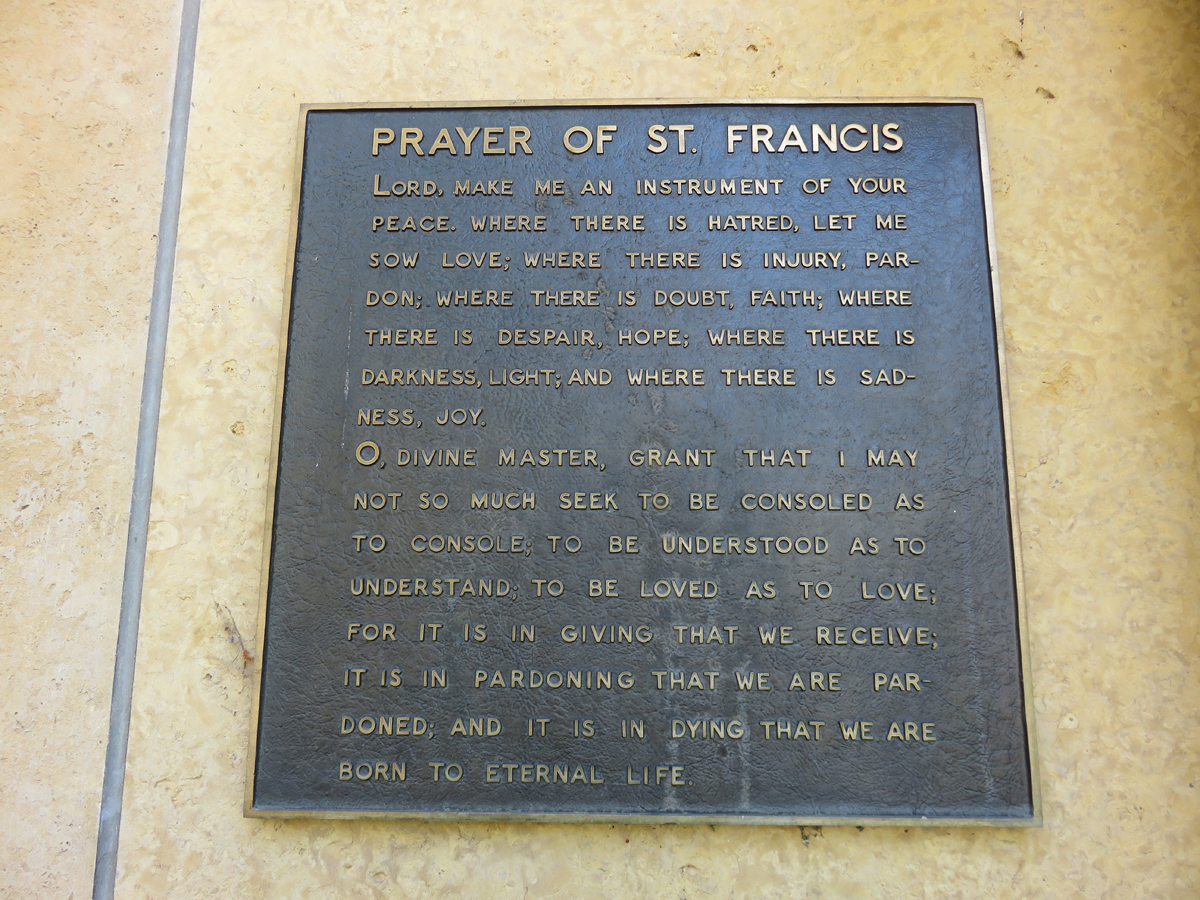 PRAYER OF ST. FRANCIS
LORD, MAKE ME AN INSTRUMENT OF YOUR
PEACE. WHERE THERE IS HATRED, LET ME
SOW LOVE; WHERE THERE IS INJURY, PAR-
DON; WHERE THERE IS DOUBT, FAITH; WHERE
THERE IS DESPAIR, HOPE; WHERE THERE IS
DARKNESS, LIGHT; AND WHERE THERE IS SAD-
NESS, JOY.
O, DIVINE MASTER, GRANT THAT I MAY
NOT SO MUCH SEEK TO BE CONSOLED AS
TO CONSOLE; TO BE UNDERSTOOD AS TO
UNDERSTAND; TO BE LOVED AS TO LOVE;
FOR IT IS IN GIVING THAT WE RECEIVE;
IT IS IN PARDONING THAT WE ARE PAR-
DONED; AND IT IS IN DYING THAT WE ARE
BORN TO ETERNAL LIFE.